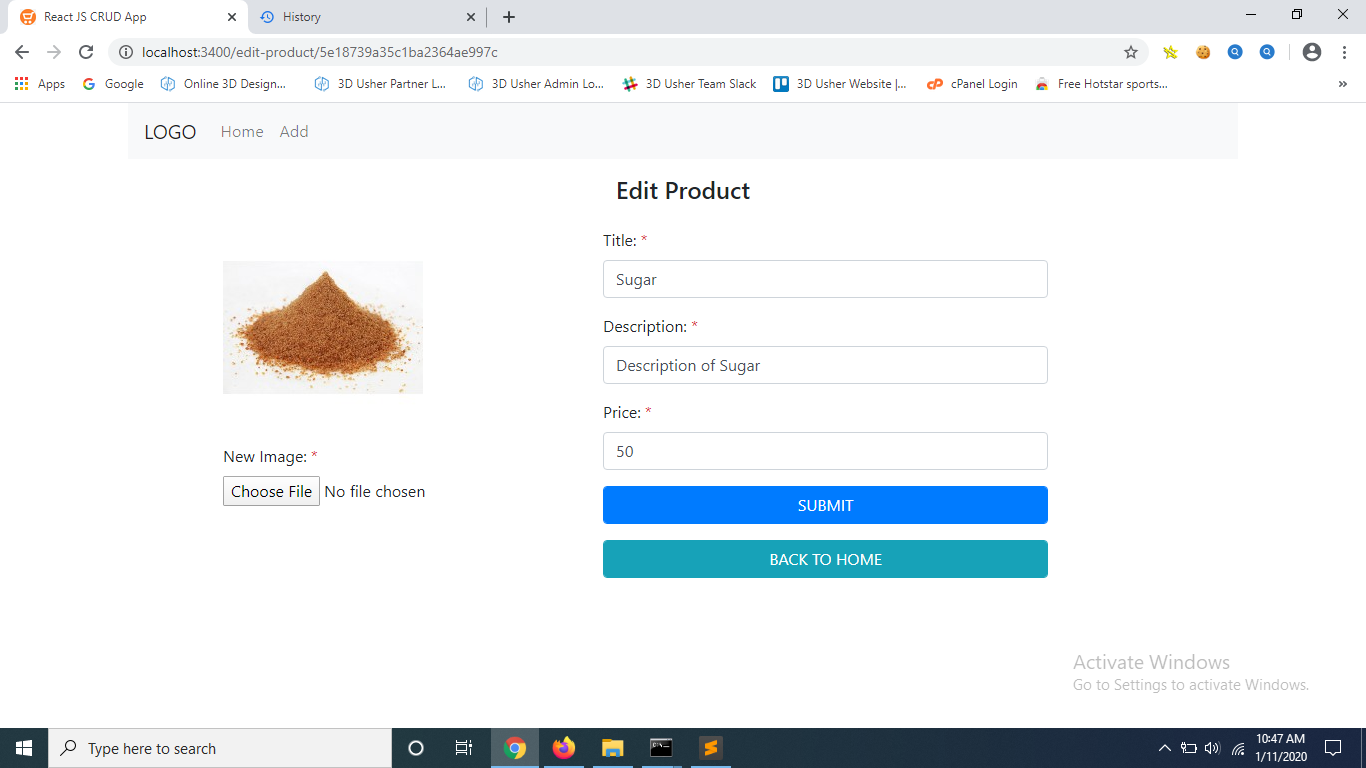 React JS CRUD App
History
localhost:3400/edit-product/5e18739a35c1ba2364ae997c
Apps
Google
Online 3D Design...
3D Usher Partner L...
3D Usher Admin Lo...
3D Usher Team Slack
3D Usher Website |...
cPanel Login
Free Hotstar sports...
LOGO
Home
Add
Edit Product
Title: *
Sugar
Description: *
Description of Sugar
Price: *
50
New Image: *
Choose File No file chosen
SUBMIT
BACK TO HOME
Activate Windows
Go to Settings to activate Windows.
Type here to search
10:47 AM
1/11/2020